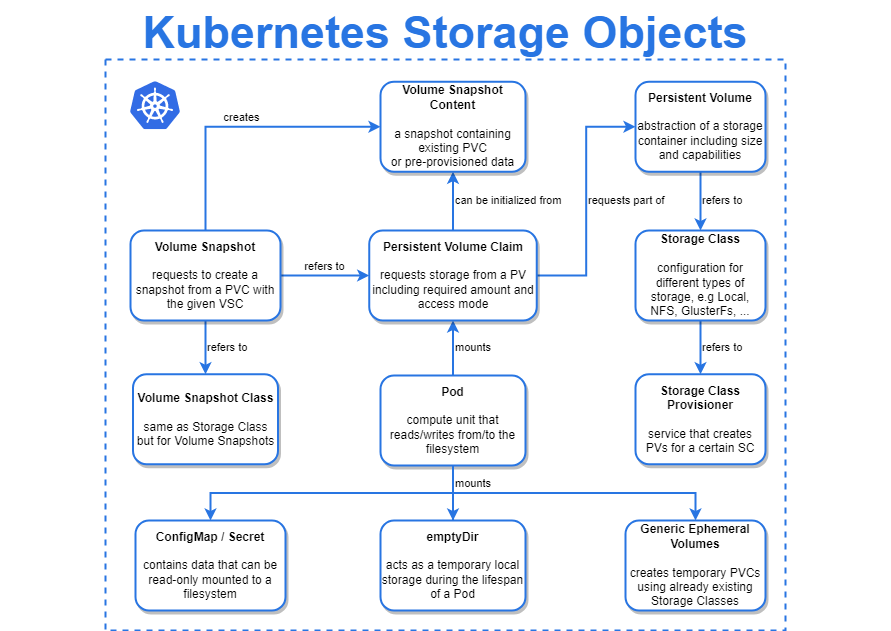 Kubernetes Storage Objects
Volume Snapshot
Content
a snapshot containing
existing PVC
or pre-provisioned data
Persistent Volume
abstraction of a storage
container including size
and capabilities
creates
can be initialized from
requests part of
refers to
Volume Snapshot
requests to create a
snapshot from a PVC with
the given VSC
refers to
Persistent Volume Claim
requests storage from a PV
including required amount and
access mode
Storage Class
configuration for
different types of
storage, e.g Local,
NFS, GlusterFs, ...
refers to
mounts
refers to
Volume Snapshot Class
same as Storage Class
but for Volume Snapshots
Pod
compute unit that
reads/writes from/to the
filesystem
Storage Class
Provisioner
service that creates
PVs for a certain SC
mounts
ConfigMap / Secret
contains data that can be
read-only mounted to a
filesystem
emptyDir
acts as a temporary local
storage during the lifespan
of a Pod
Generic Ephemeral
Volumes
creates temporary PVCs
using already existing
Storage Classes